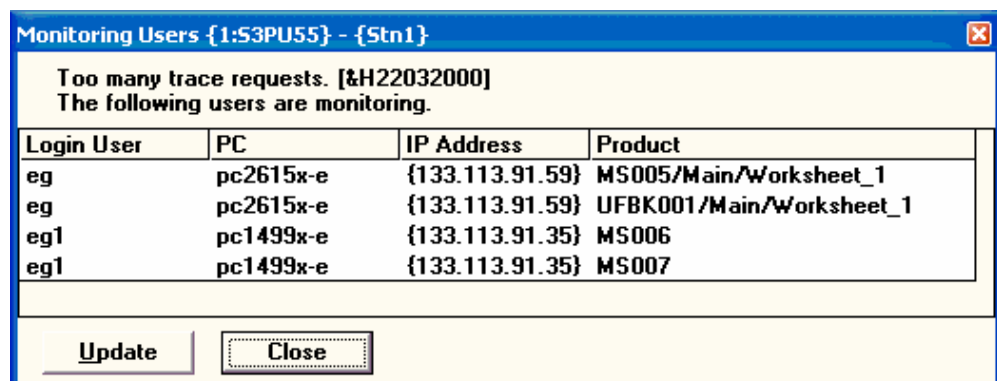 Monitoring Users {1:S3PU55} - {Stn1}
Too many trace requests. [&H22032000]
The following users are monitoring.
Login User PC IP Address Product
eg pc2615x-e {133.113.91.59} MS005/Main/Worksheet_1
eg pc2615x-e {133.113.91.59} UFBK001/Main/Worksheet_1
eg1 pc1499x-e {133.113.91.35} MS006
eg1 pc1499x-e {133.113.91.35} MS007
Update Close